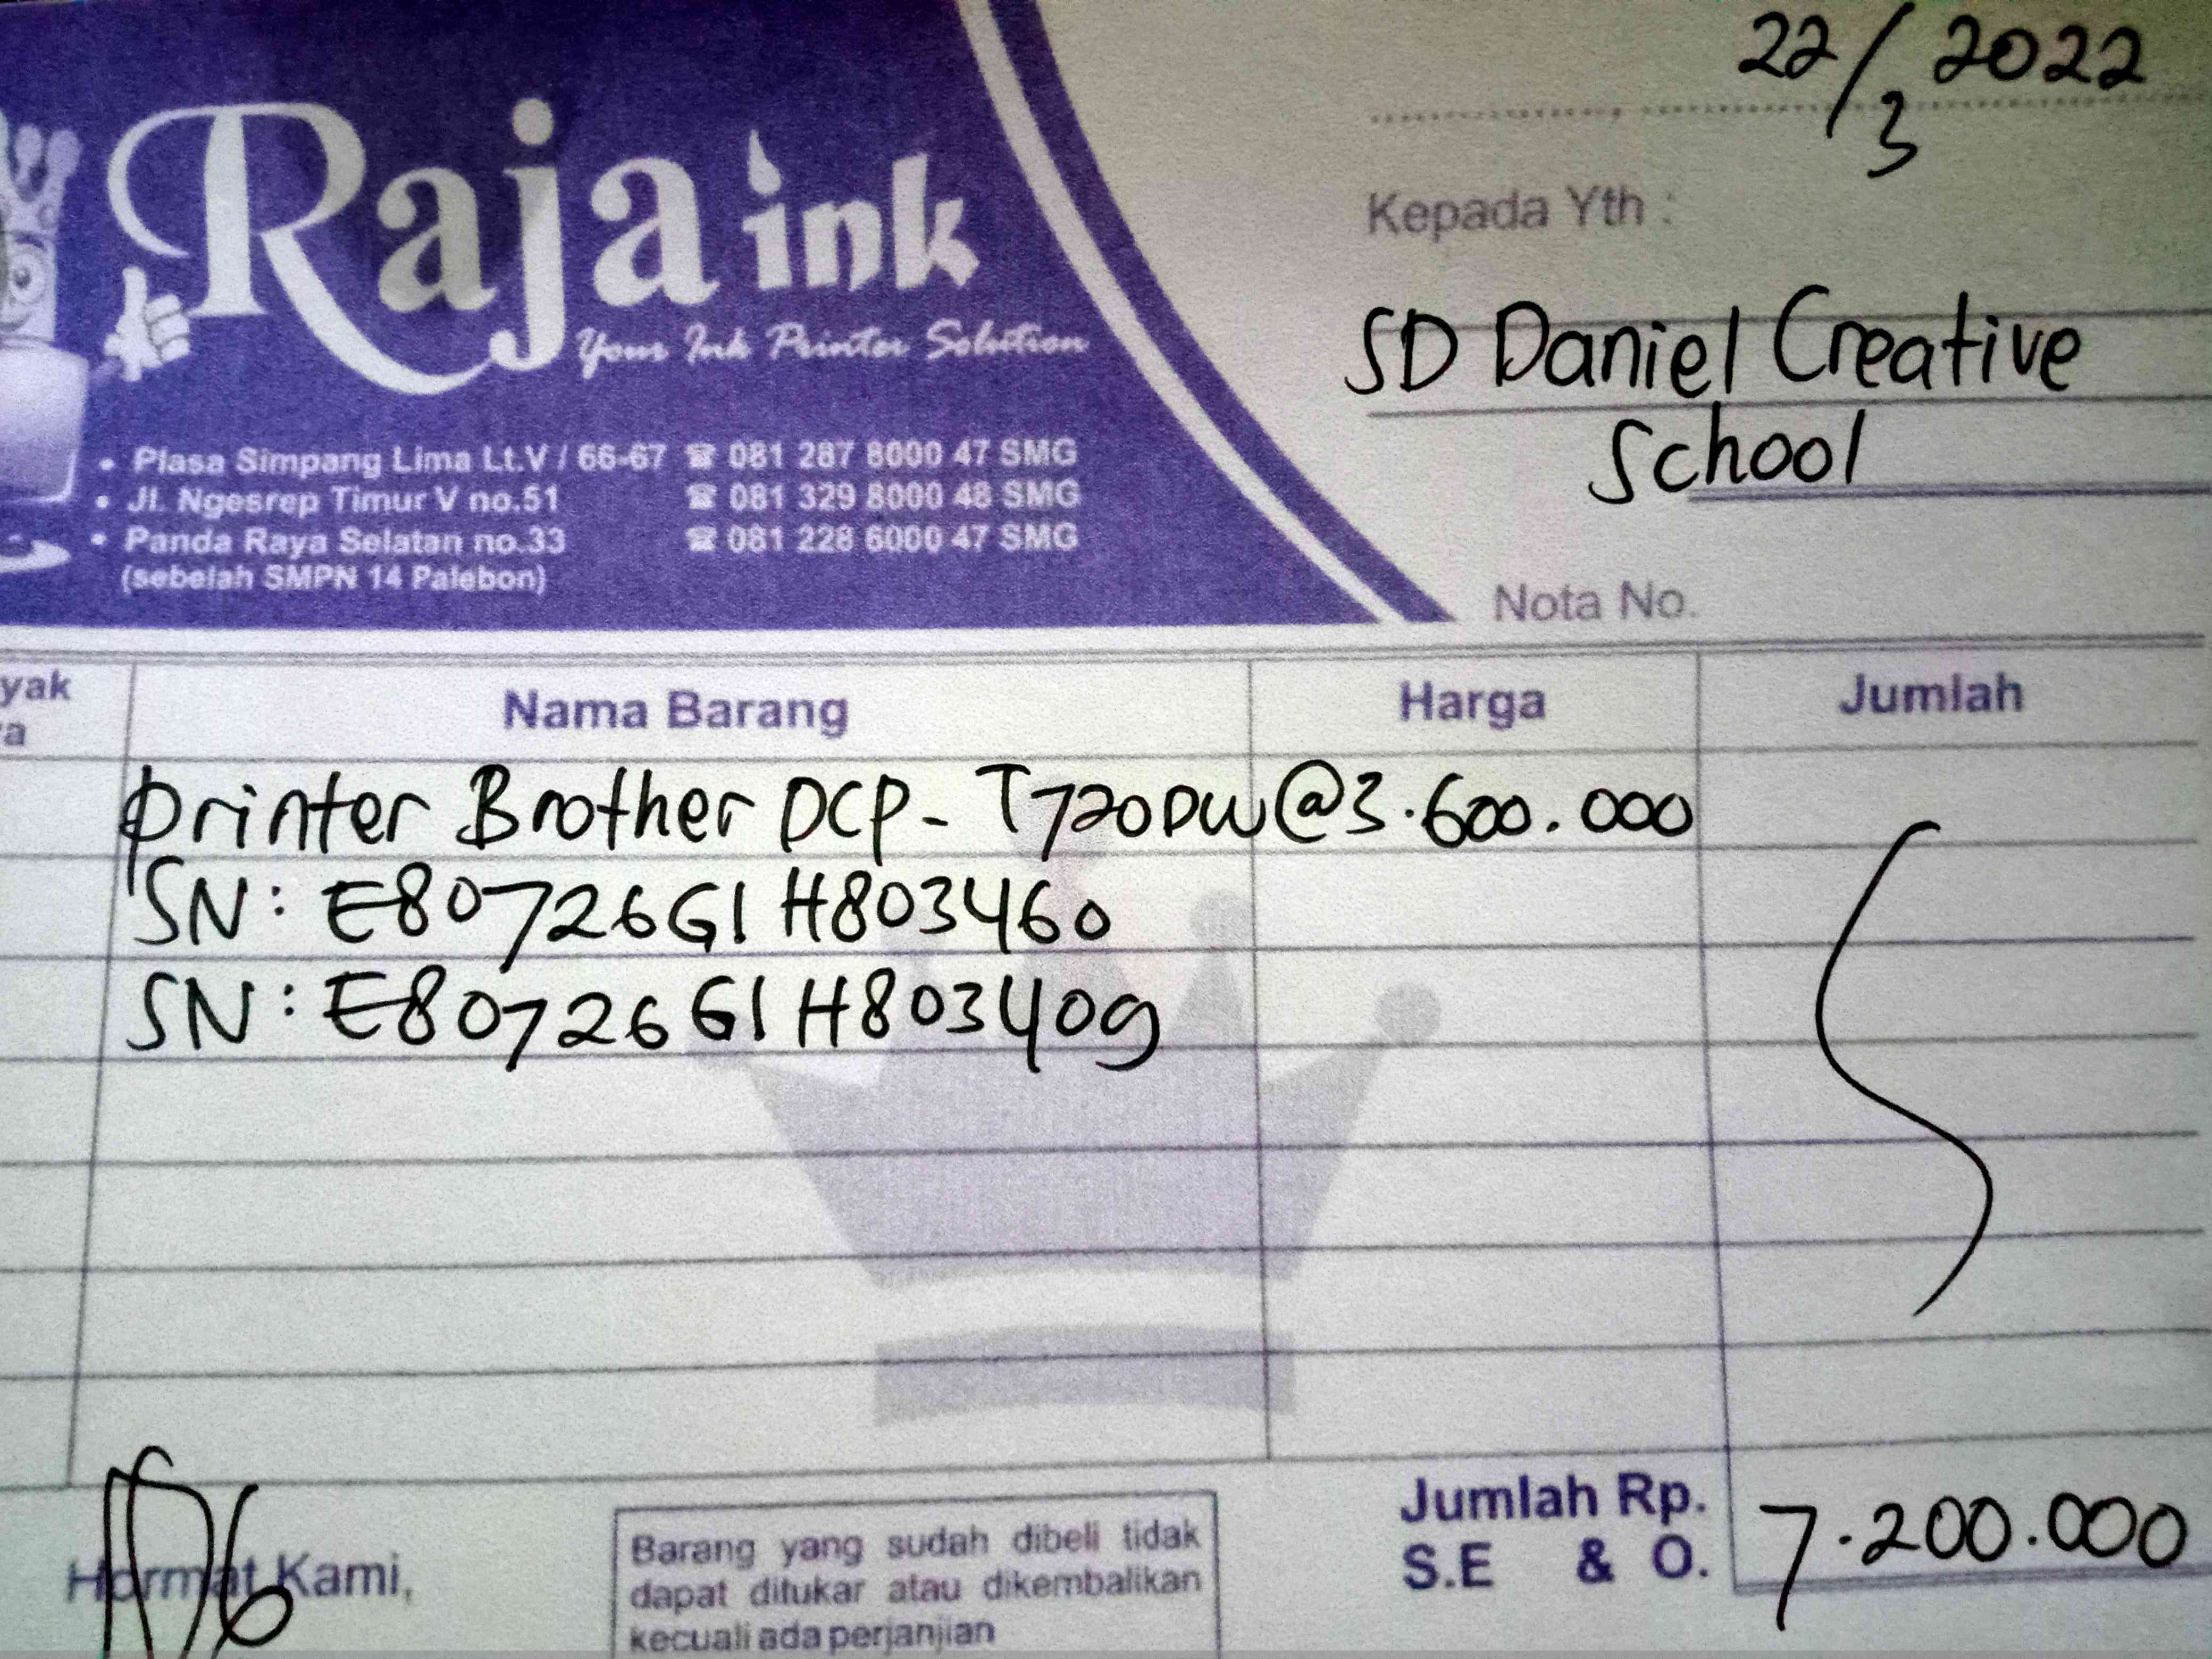 22/3 2022
Raja ink
Your Ink Printer Solution
Kepada Yth :
SD Daniel Creative
School
• Plasa Simpang Lima Lt.V / 66-67 ☎ 081 287 8000 47 SMG
• Jl. Ngesrep Timur V no.51 ☎ 081 329 8000 48 SMG
• Panda Raya Selatan no.33 ☎ 081 228 6000 47 SMG
(sebelah SMPN 14 Palebon)
Nota No.
yak
a
Nama Barang Harga Jumlah
Printer Brother DCP-T720DW @3.600.000
SN: E80726G1H803460
SN: E80726G1H803409
Jumlah Rp. 7.200.000
S.E & O.
Hormat Kami,
Barang yang sudah dibeli tidak
dapat ditukar atau dikembalikan
kecuali ada perjanjian